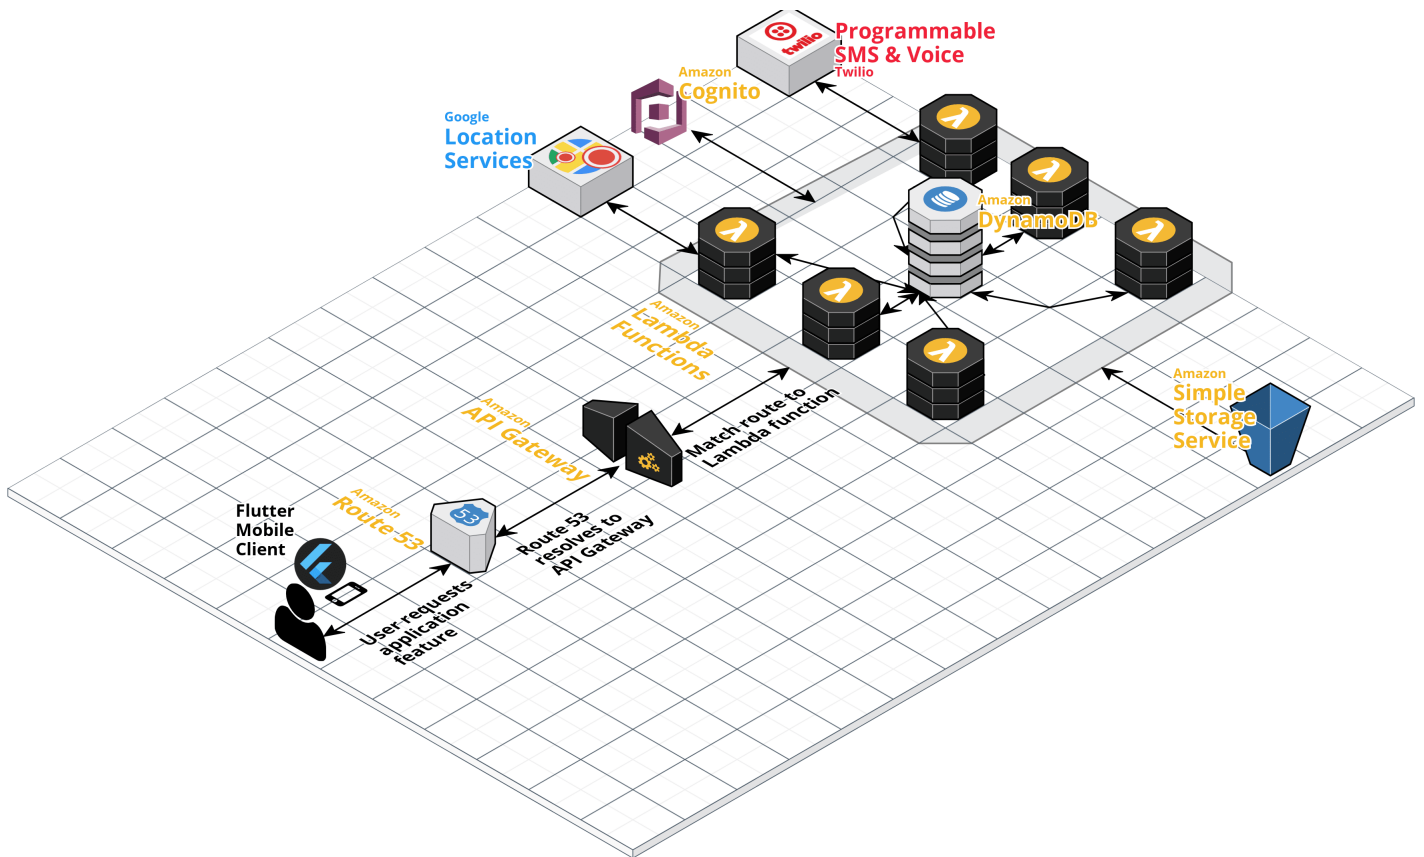 twilio
Programmable
SMS & Voice
Twilio
Amazon
Cognito
Google
Location
Services
Amazon
DynamoDB
Amazon
Lambda
Functions
Amazon
Simple
Storage
Service
Amazon
API Gateway
Match route to
Lambda function
Amazon
Route 53
53
Route 53
resolves to
API Gateway
Flutter
Mobile
Client
User requests
application
feature